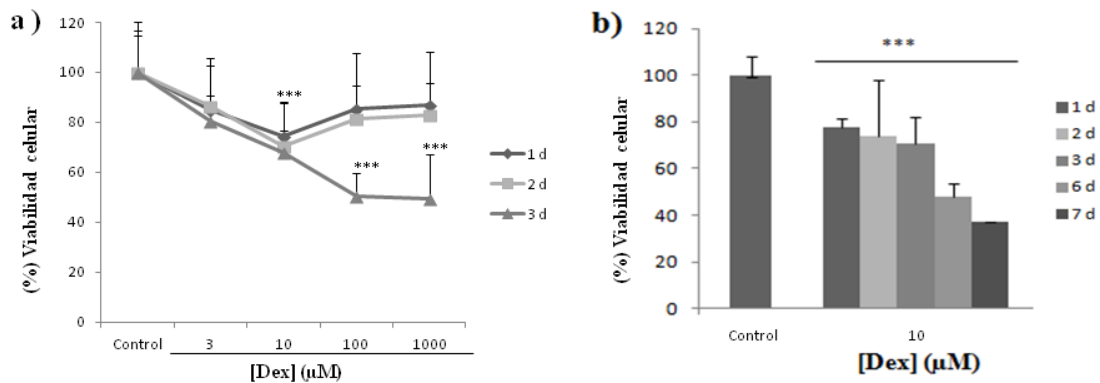 a )
120
100
80
60
40
20
0
(%) Viabilidad celular
***
***
***
Control 3 10 100 1000
[Dex] (µM)
1 d
2 d
3 d
b )
120
100
80
60
40
20
0
(%) Viabilidad celular
***
Control 10
[Dex] (µM)
1 d
2 d
3 d
6 d
7 d